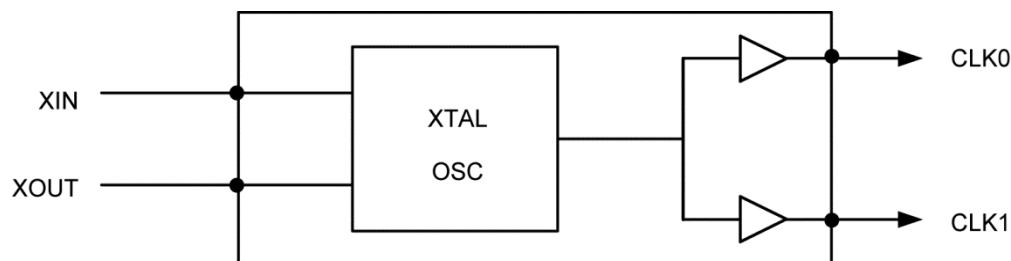 XIN
XOUT
XTAL
OSC
CLK0
CLK1